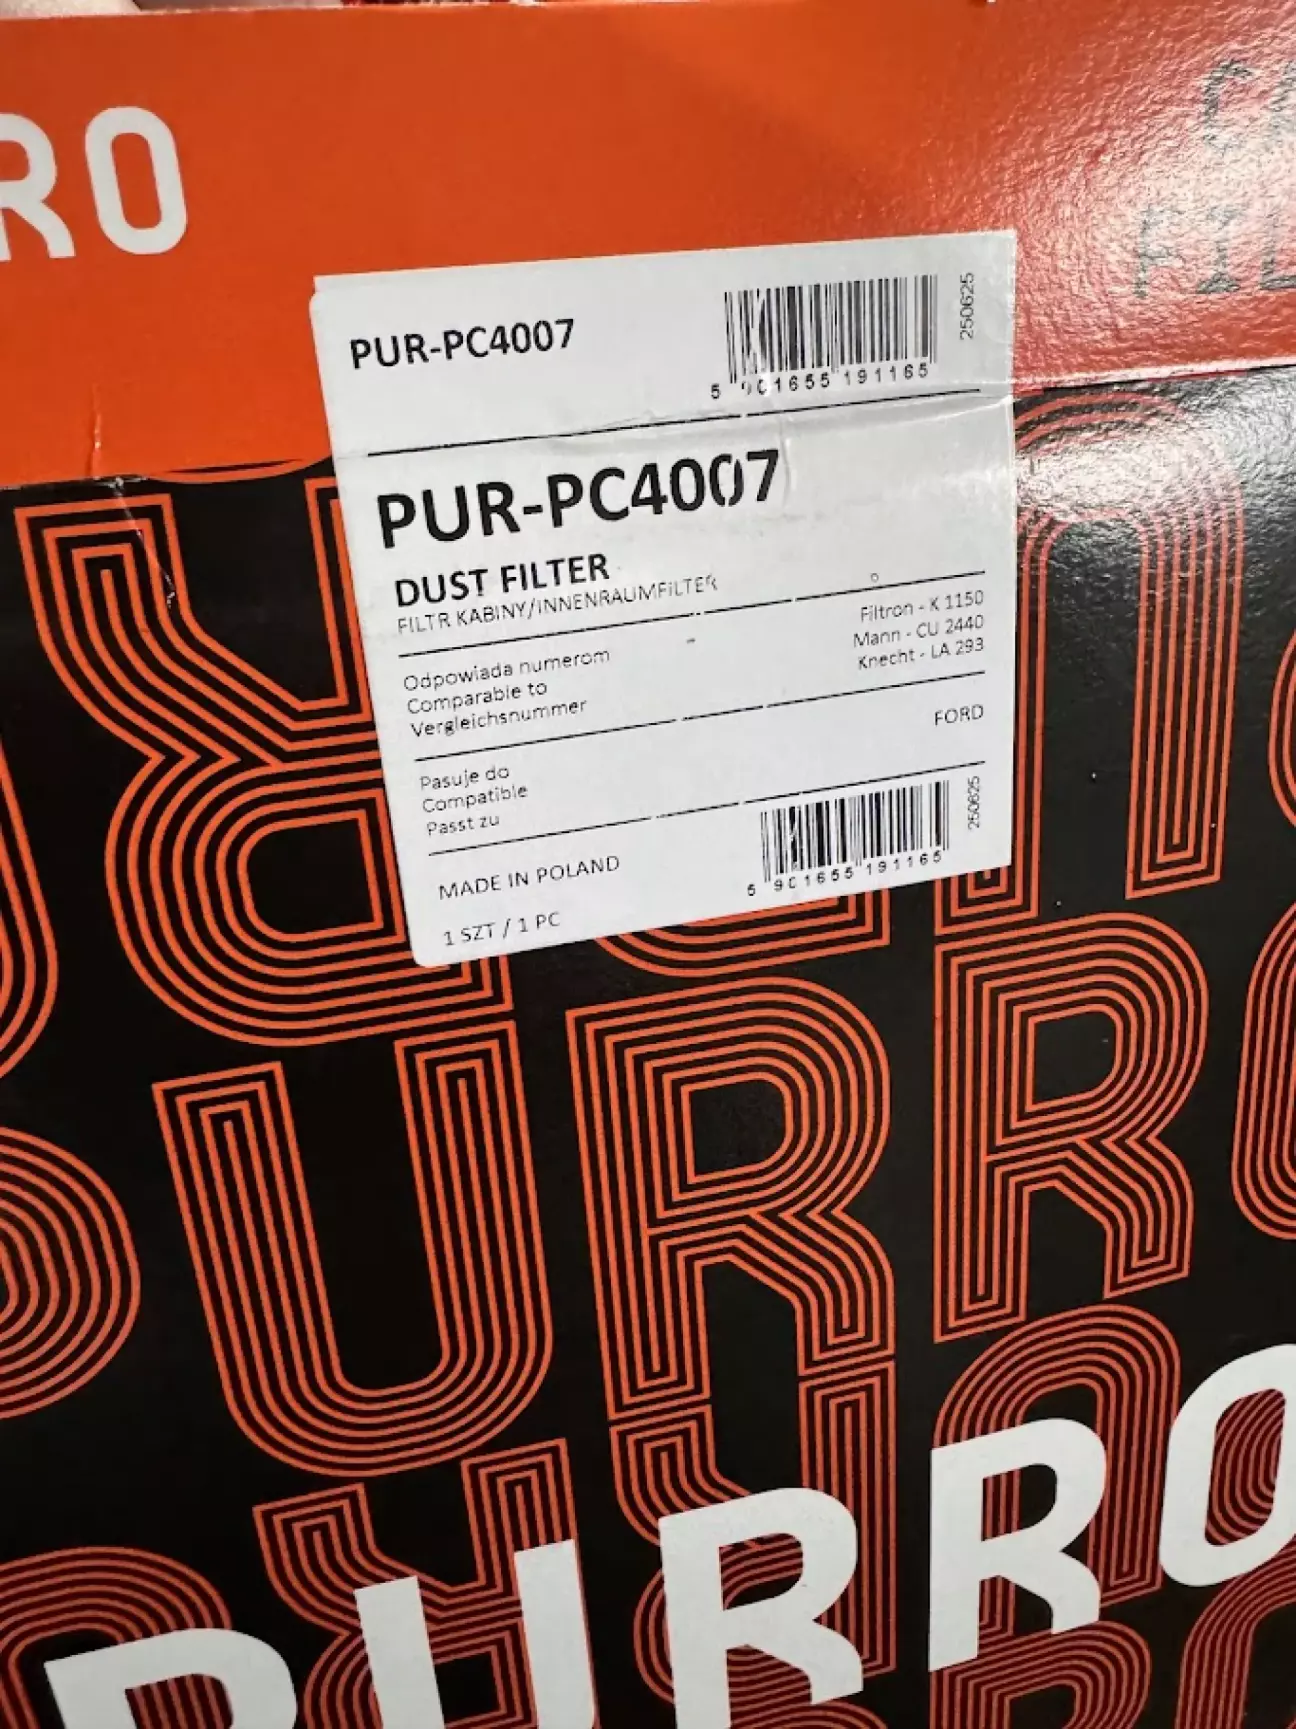 RO
PUR-PC4007
5 901655 191165
250625
PUR-PC4007
DUST FILTER
FILTR KABINY/INNENRAUMFILTER
Odpowiada numerom
Comparable to
Vergleichsnummer
Filtron - K 1150
Mann - CU 2440
Knecht - LA 293
Pasuje do
Compatible
Passt zu
FORD
MADE IN POLAND
1 SZT / 1 PC
5 901655 191165
250625
URR
PURRO